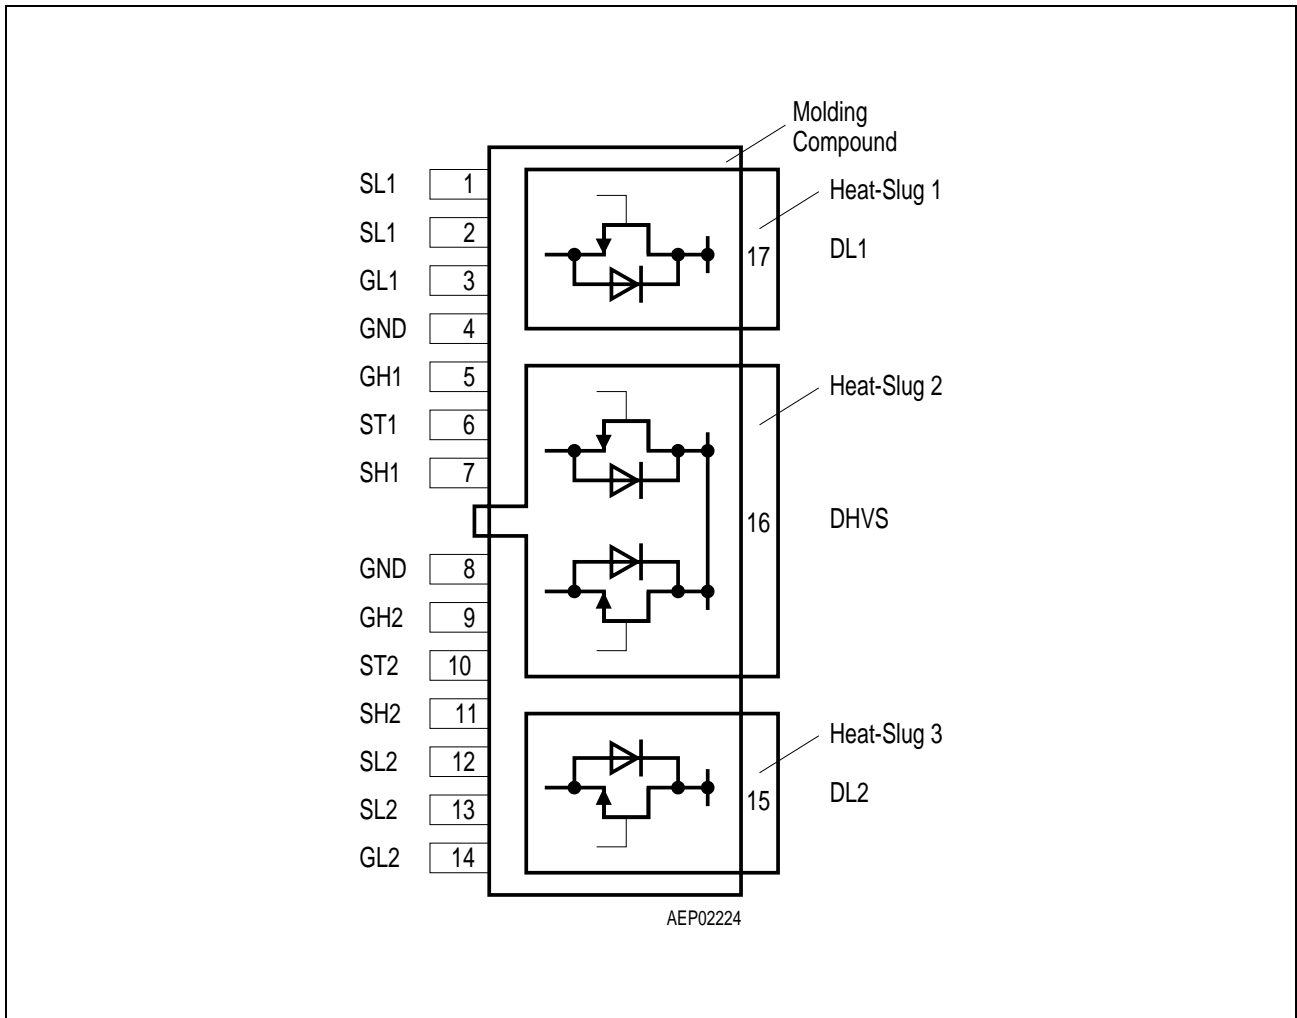 Molding
Compound
SL1 1
Heat-Slug 1
SL1 2
17 DL1
GL1 3
GND 4
GH1 5
Heat-Slug 2
ST1 6
SH1 7
16 DHVS
GND 8
GH2 9
ST2 10
SH2 11
Heat-Slug 3
SL2 12
15 DL2
SL2 13
GL2 14
AEP02224